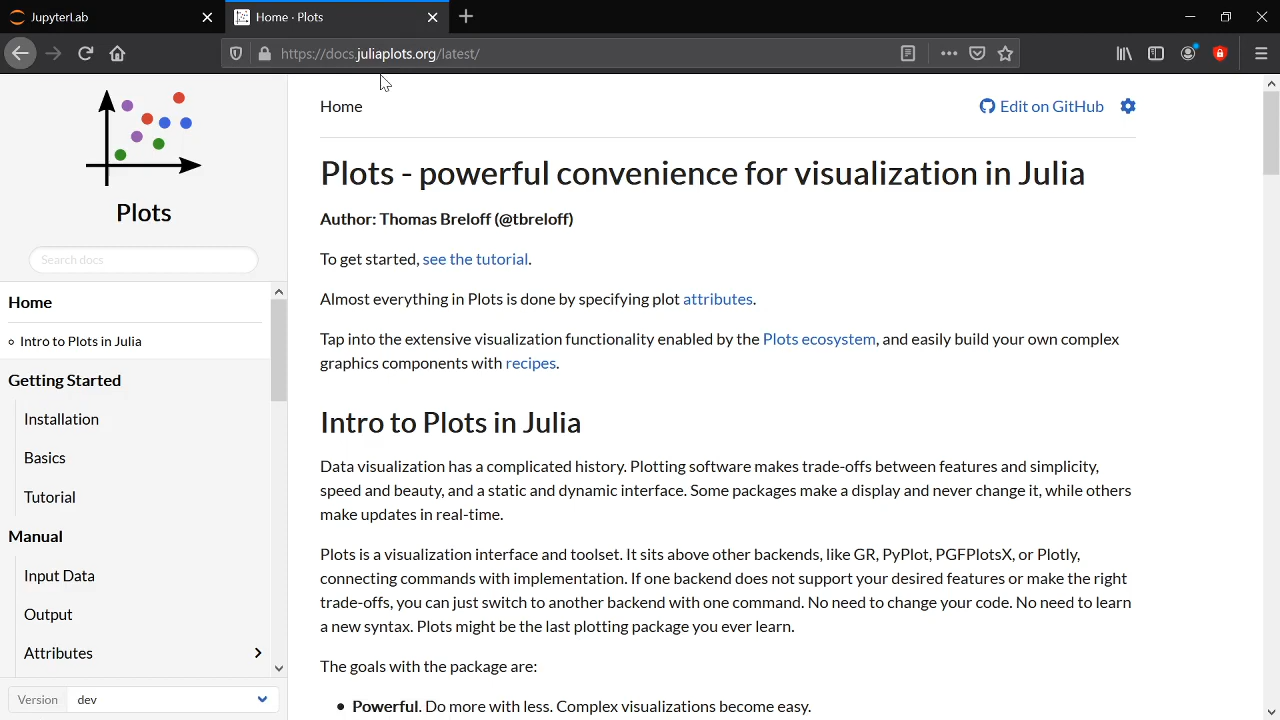 JupyterLab
Home · Plots
https://docs.juliaplots.org/latest/
Plots
Search docs
Home
Intro to Plots in Julia
Getting Started
Installation
Basics
Tutorial
Manual
Input Data
Output
Attributes
Version dev
Home
Edit on GitHub
Plots - powerful convenience for visualization in Julia
Author: Thomas Breloff (@tbreloff)
To get started, see the tutorial.
Almost everything in Plots is done by specifying plot attributes.
Tap into the extensive visualization functionality enabled by the Plots ecosystem, and easily build your own complex
graphics components with recipes.
Intro to Plots in Julia
Data visualization has a complicated history. Plotting software makes trade-offs between features and simplicity,
speed and beauty, and a static and dynamic interface. Some packages make a display and never change it, while others
make updates in real-time.
Plots is a visualization interface and toolset. It sits above other backends, like GR, PyPlot, PGFPlotsX, or Plotly,
connecting commands with implementation. If one backend does not support your desired features or make the right
trade-offs, you can just switch to another backend with one command. No need to change your code. No need to learn
a new syntax. Plots might be the last plotting package you ever learn.
The goals with the package are:
• Powerful. Do more with less. Complex visualizations become easy.